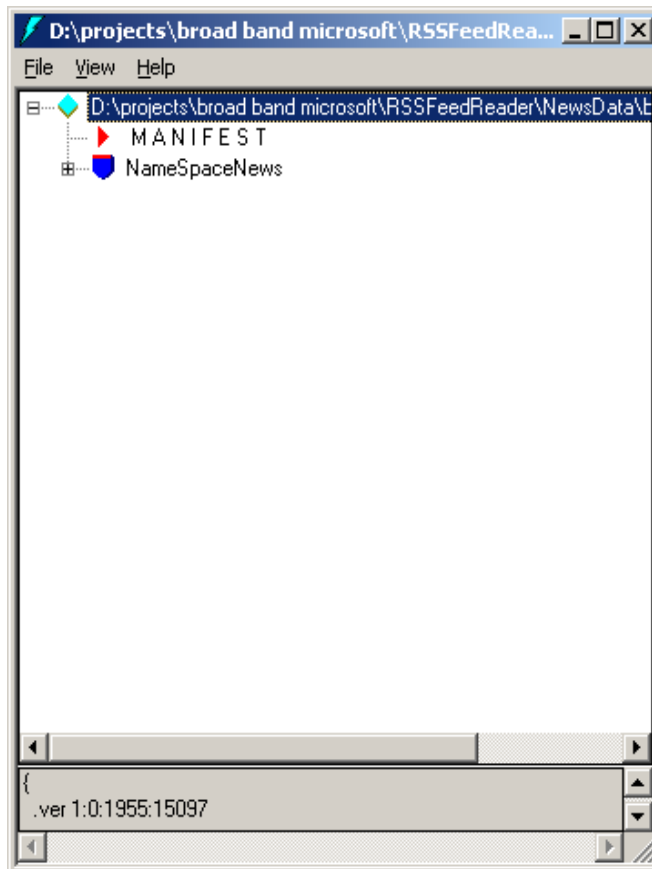 D:\projects\broad band microsoft\RSSFeedRea...
File View Help
D:\projects\broad band microsoft\RSSFeedReader\NewsData\b
M A N I F E S T
NameSpaceNews
{
.ver 1:0:1955:15097